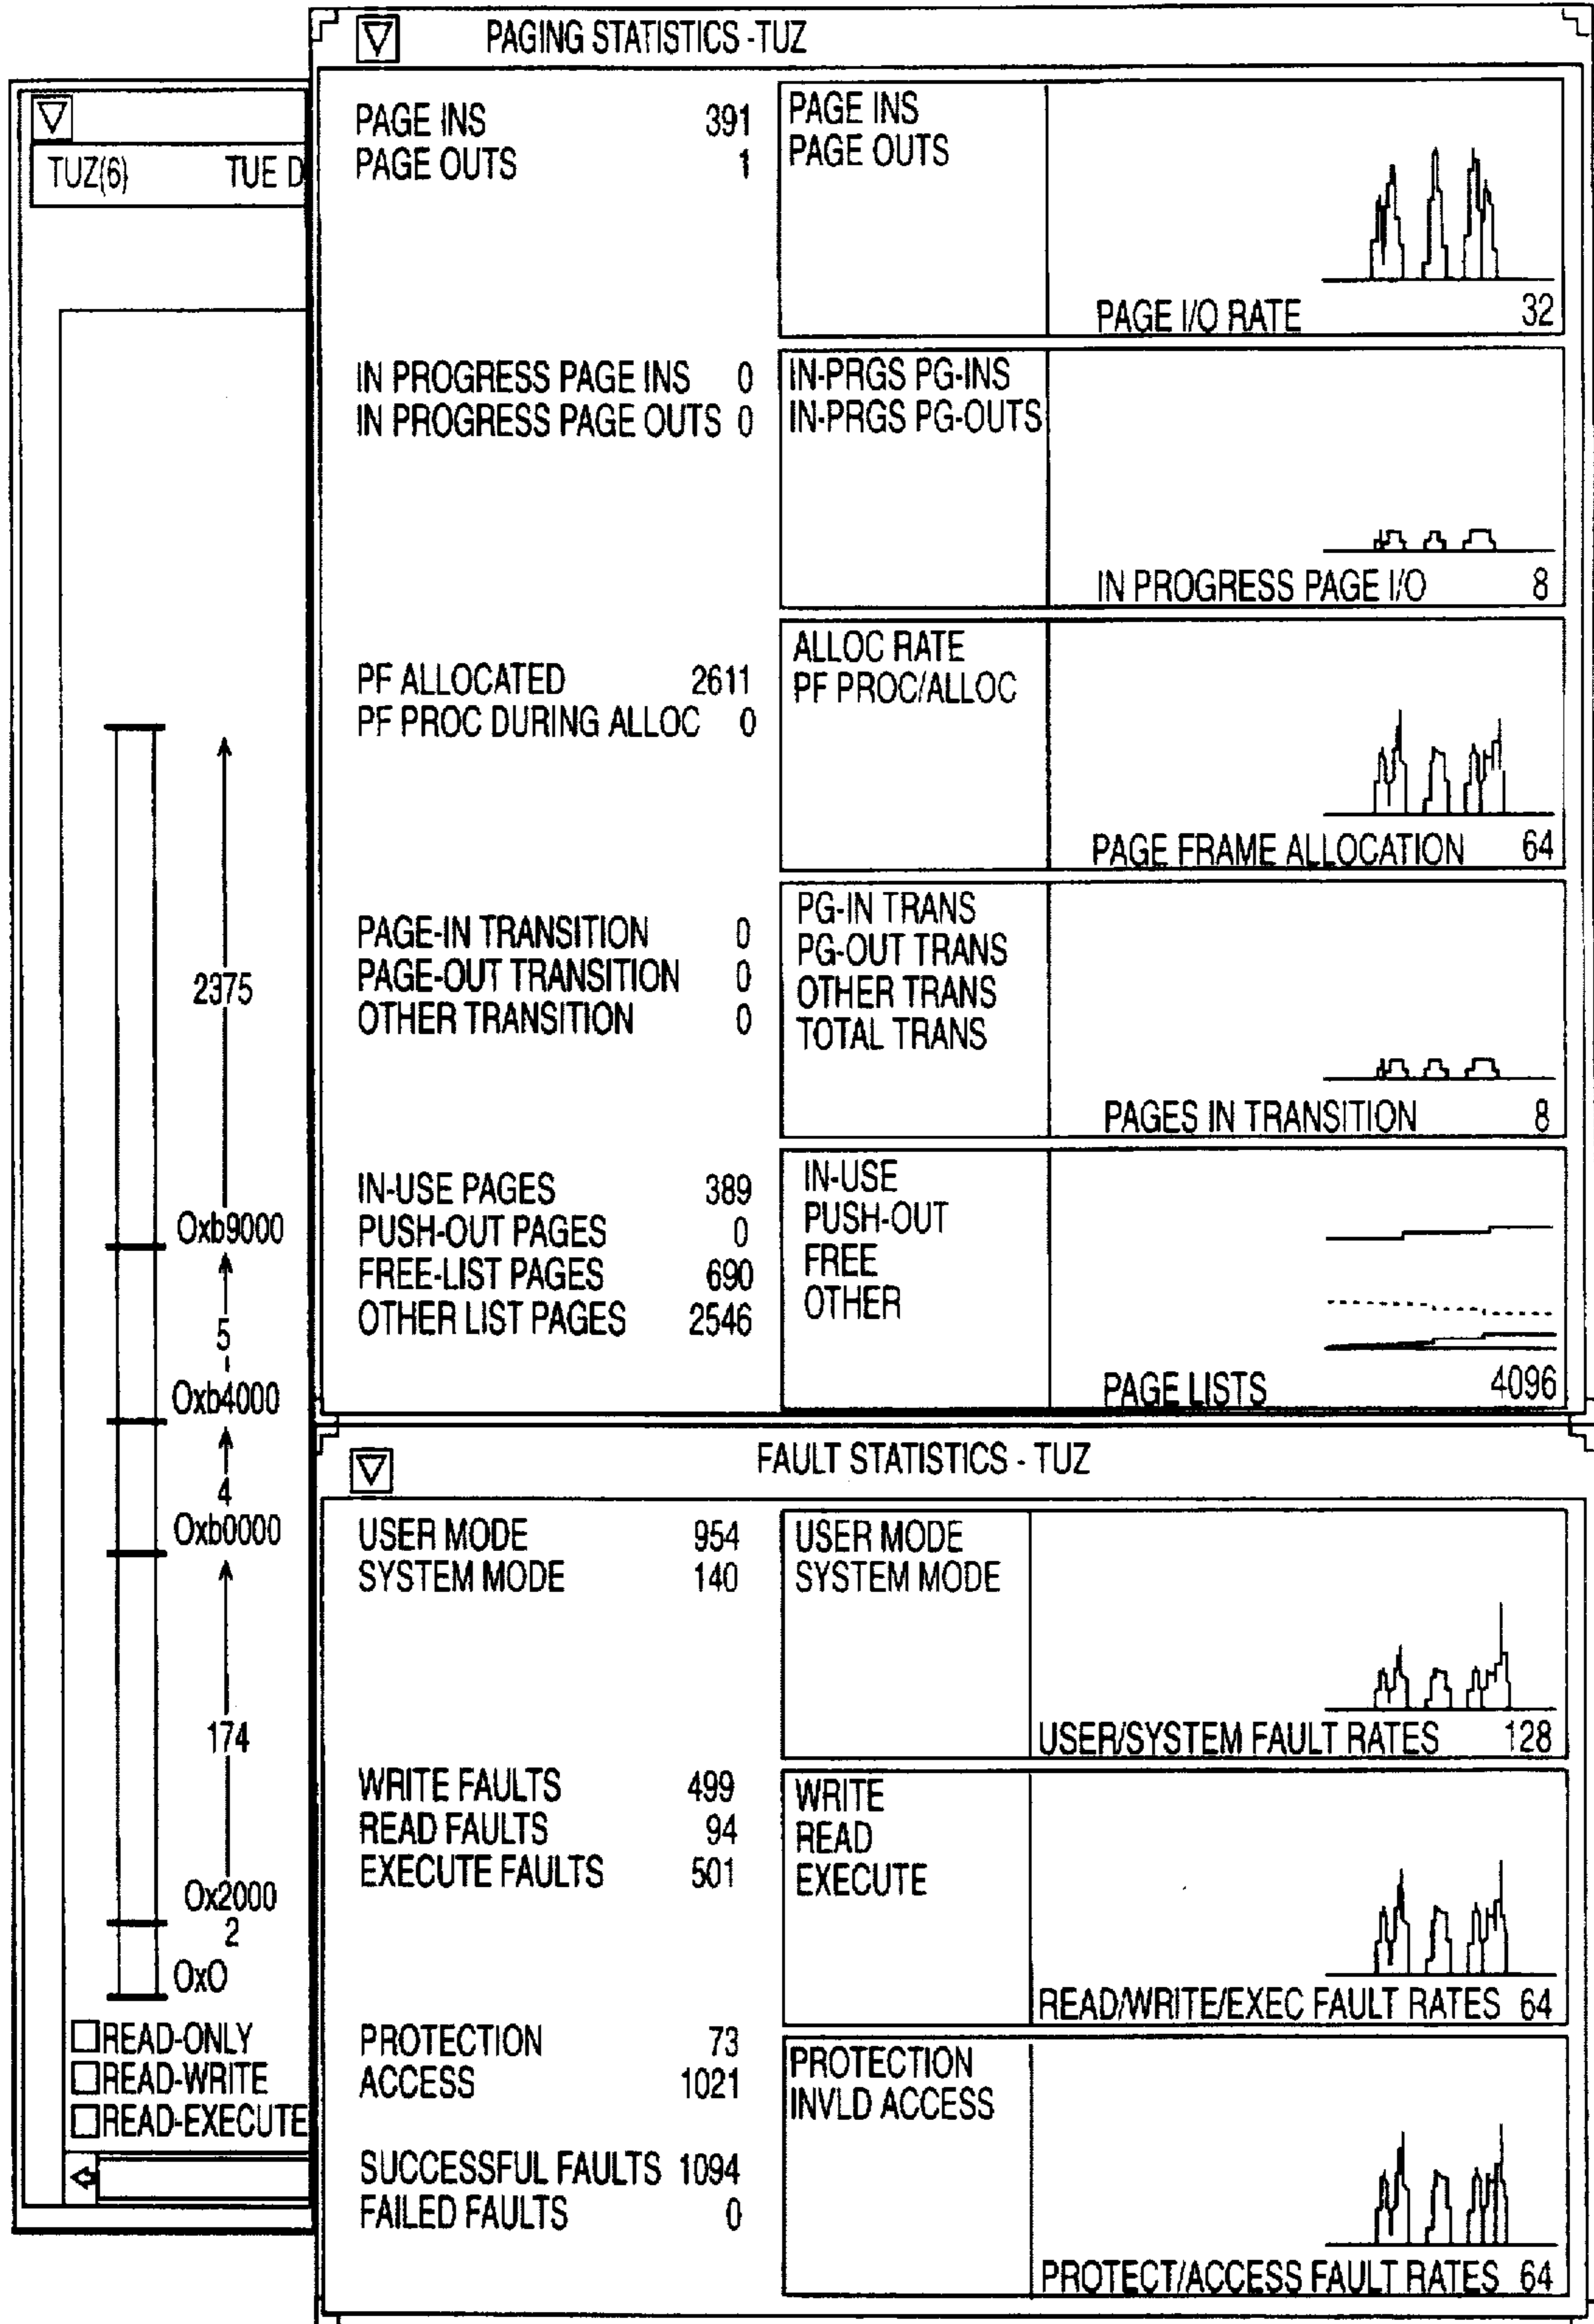 PAGING STATISTICS -TUZ
PAGE INS 391
PAGE OUTS 1
PAGE INS
PAGE OUTS
PAGE I/O RATE 32
IN PROGRESS PAGE INS 0
IN PROGRESS PAGE OUTS 0
IN-PRGS PG-INS
IN-PRGS PG-OUTS
IN PROGRESS PAGE I/O 8
PF ALLOCATED 2611
PF PROC DURING ALLOC 0
ALLOC RATE
PF PROC/ALLOC
PAGE FRAME ALLOCATION 64
PAGE-IN TRANSITION 0
PAGE-OUT TRANSITION 0
OTHER TRANSITION 0
PG-IN TRANS
PG-OUT TRANS
OTHER TRANS
TOTAL TRANS
PAGES IN TRANSITION 8
IN-USE PAGES 389
PUSH-OUT PAGES 0
FREE-LIST PAGES 690
OTHER LIST PAGES 2546
IN-USE
PUSH-OUT
FREE
OTHER
PAGE LISTS 4096
FAULT STATISTICS - TUZ
USER MODE 954
SYSTEM MODE 140
USER MODE
SYSTEM MODE
USER/SYSTEM FAULT RATES 128
WRITE FAULTS 499
READ FAULTS 94
EXECUTE FAULTS 501
WRITE
READ
EXECUTE
READ/WRITE/EXEC FAULT RATES 64
PROTECTION 73
ACCESS 1021
SUCCESSFUL FAULTS 1094
FAILED FAULTS 0
PROTECTION
INVLD ACCESS
PROTECT/ACCESS FAULT RATES 64
TUZ(6) TUE D
2375
0xb9000
5
0xb4000
4
0xb0000
174
0x2000
2
0x0
READ-ONLY
READ-WRITE
READ-EXECUTE